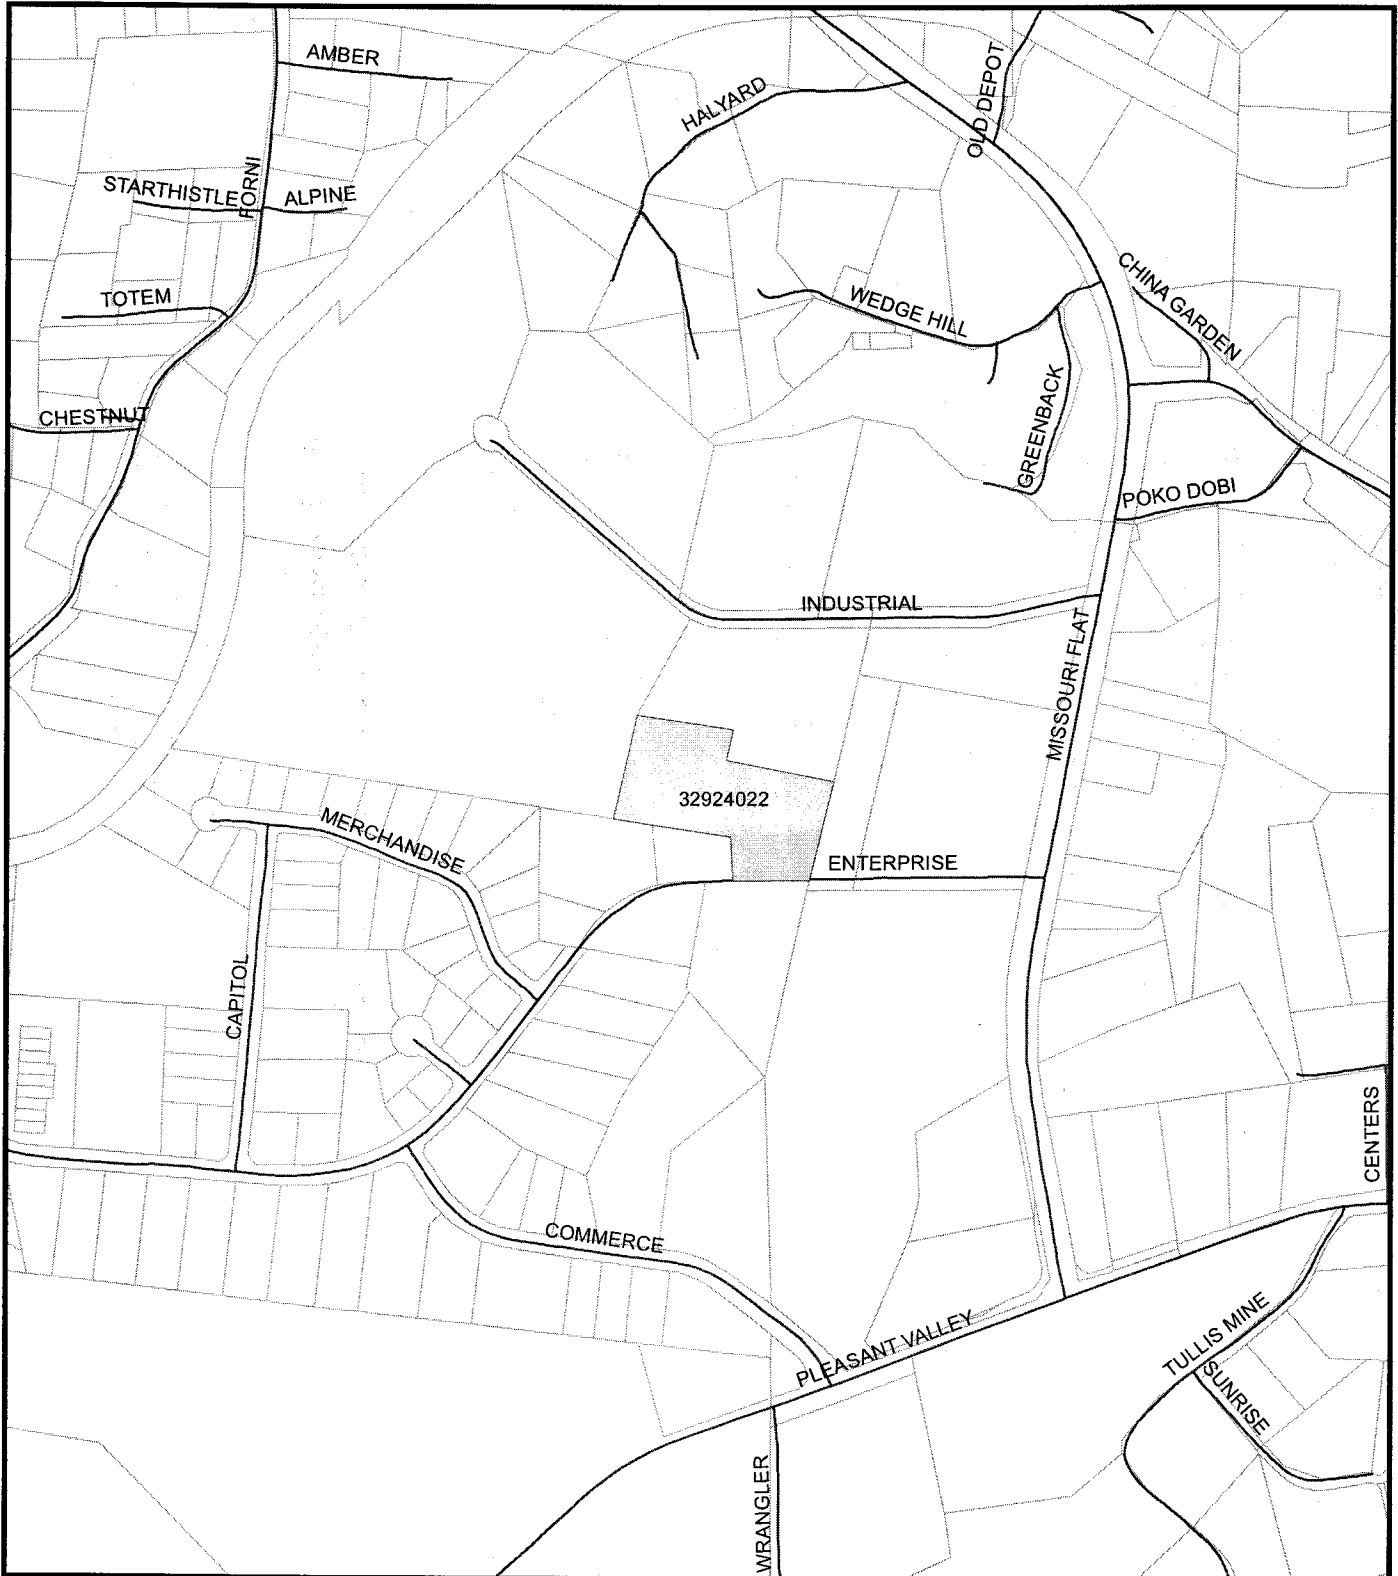 AMBER
HALYARD
OLD DEPOT
FORNI
STARTHISTLE
ALPINE
CHINA GARDEN
TOTEM
WEDGE HILL
GREENBACK
CHESTNUT
POKO DOBI
INDUSTRIAL
MISSOURI FLAT
32924022
MERCHANDISE
ENTERPRISE
CAPITOL
CENTERS
COMMERCE
PLEASANT VALLEY
TULLIS MINE
SUNRISE
WRANGLER